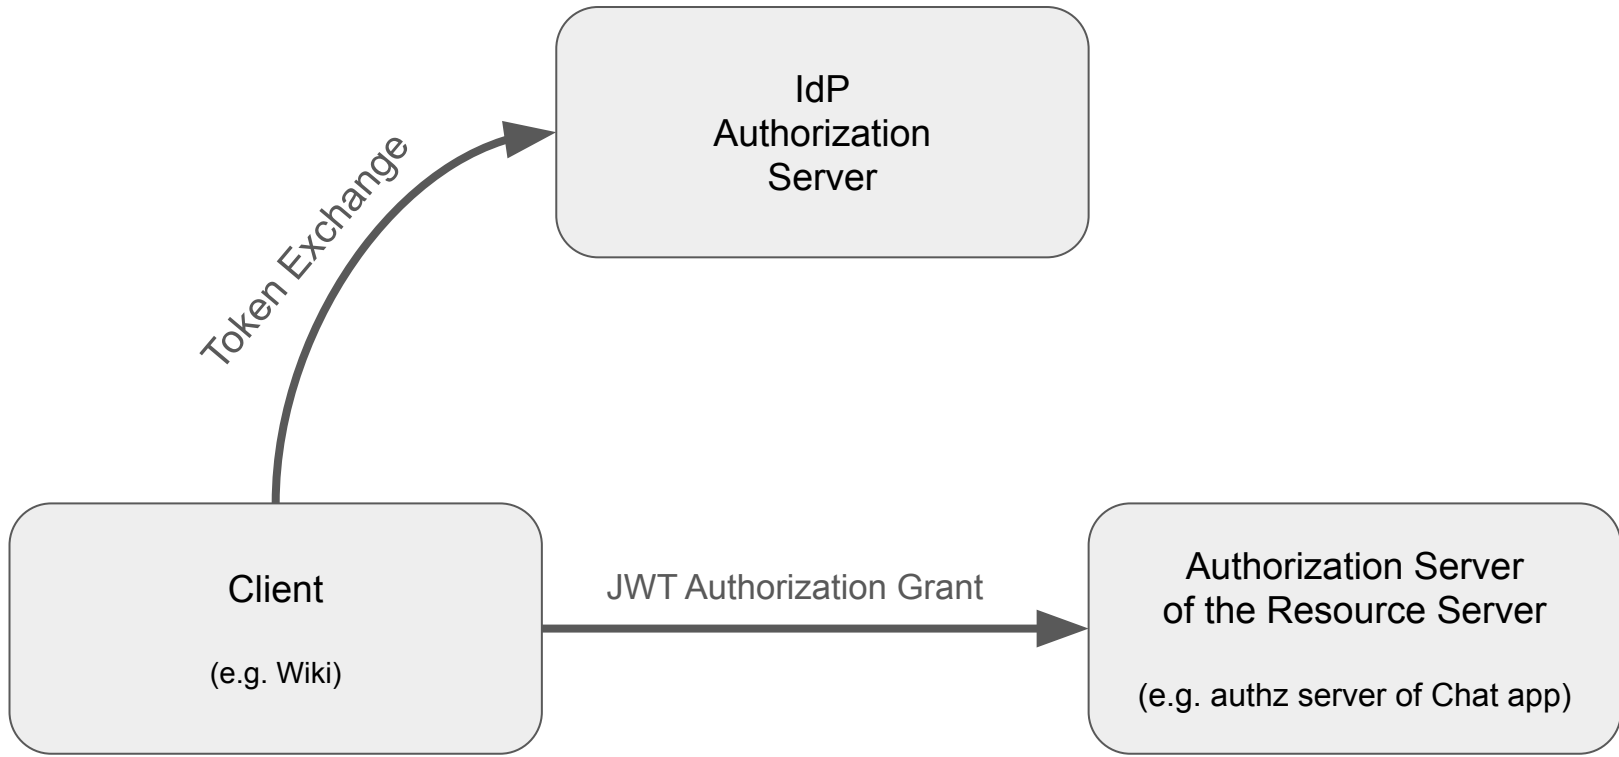 IdP
Authorization
Server
Token Exchange
Client
(e.g. Wiki)
JWT Authorization Grant
Authorization Server
of the Resource Server
(e.g. authz server of Chat app)